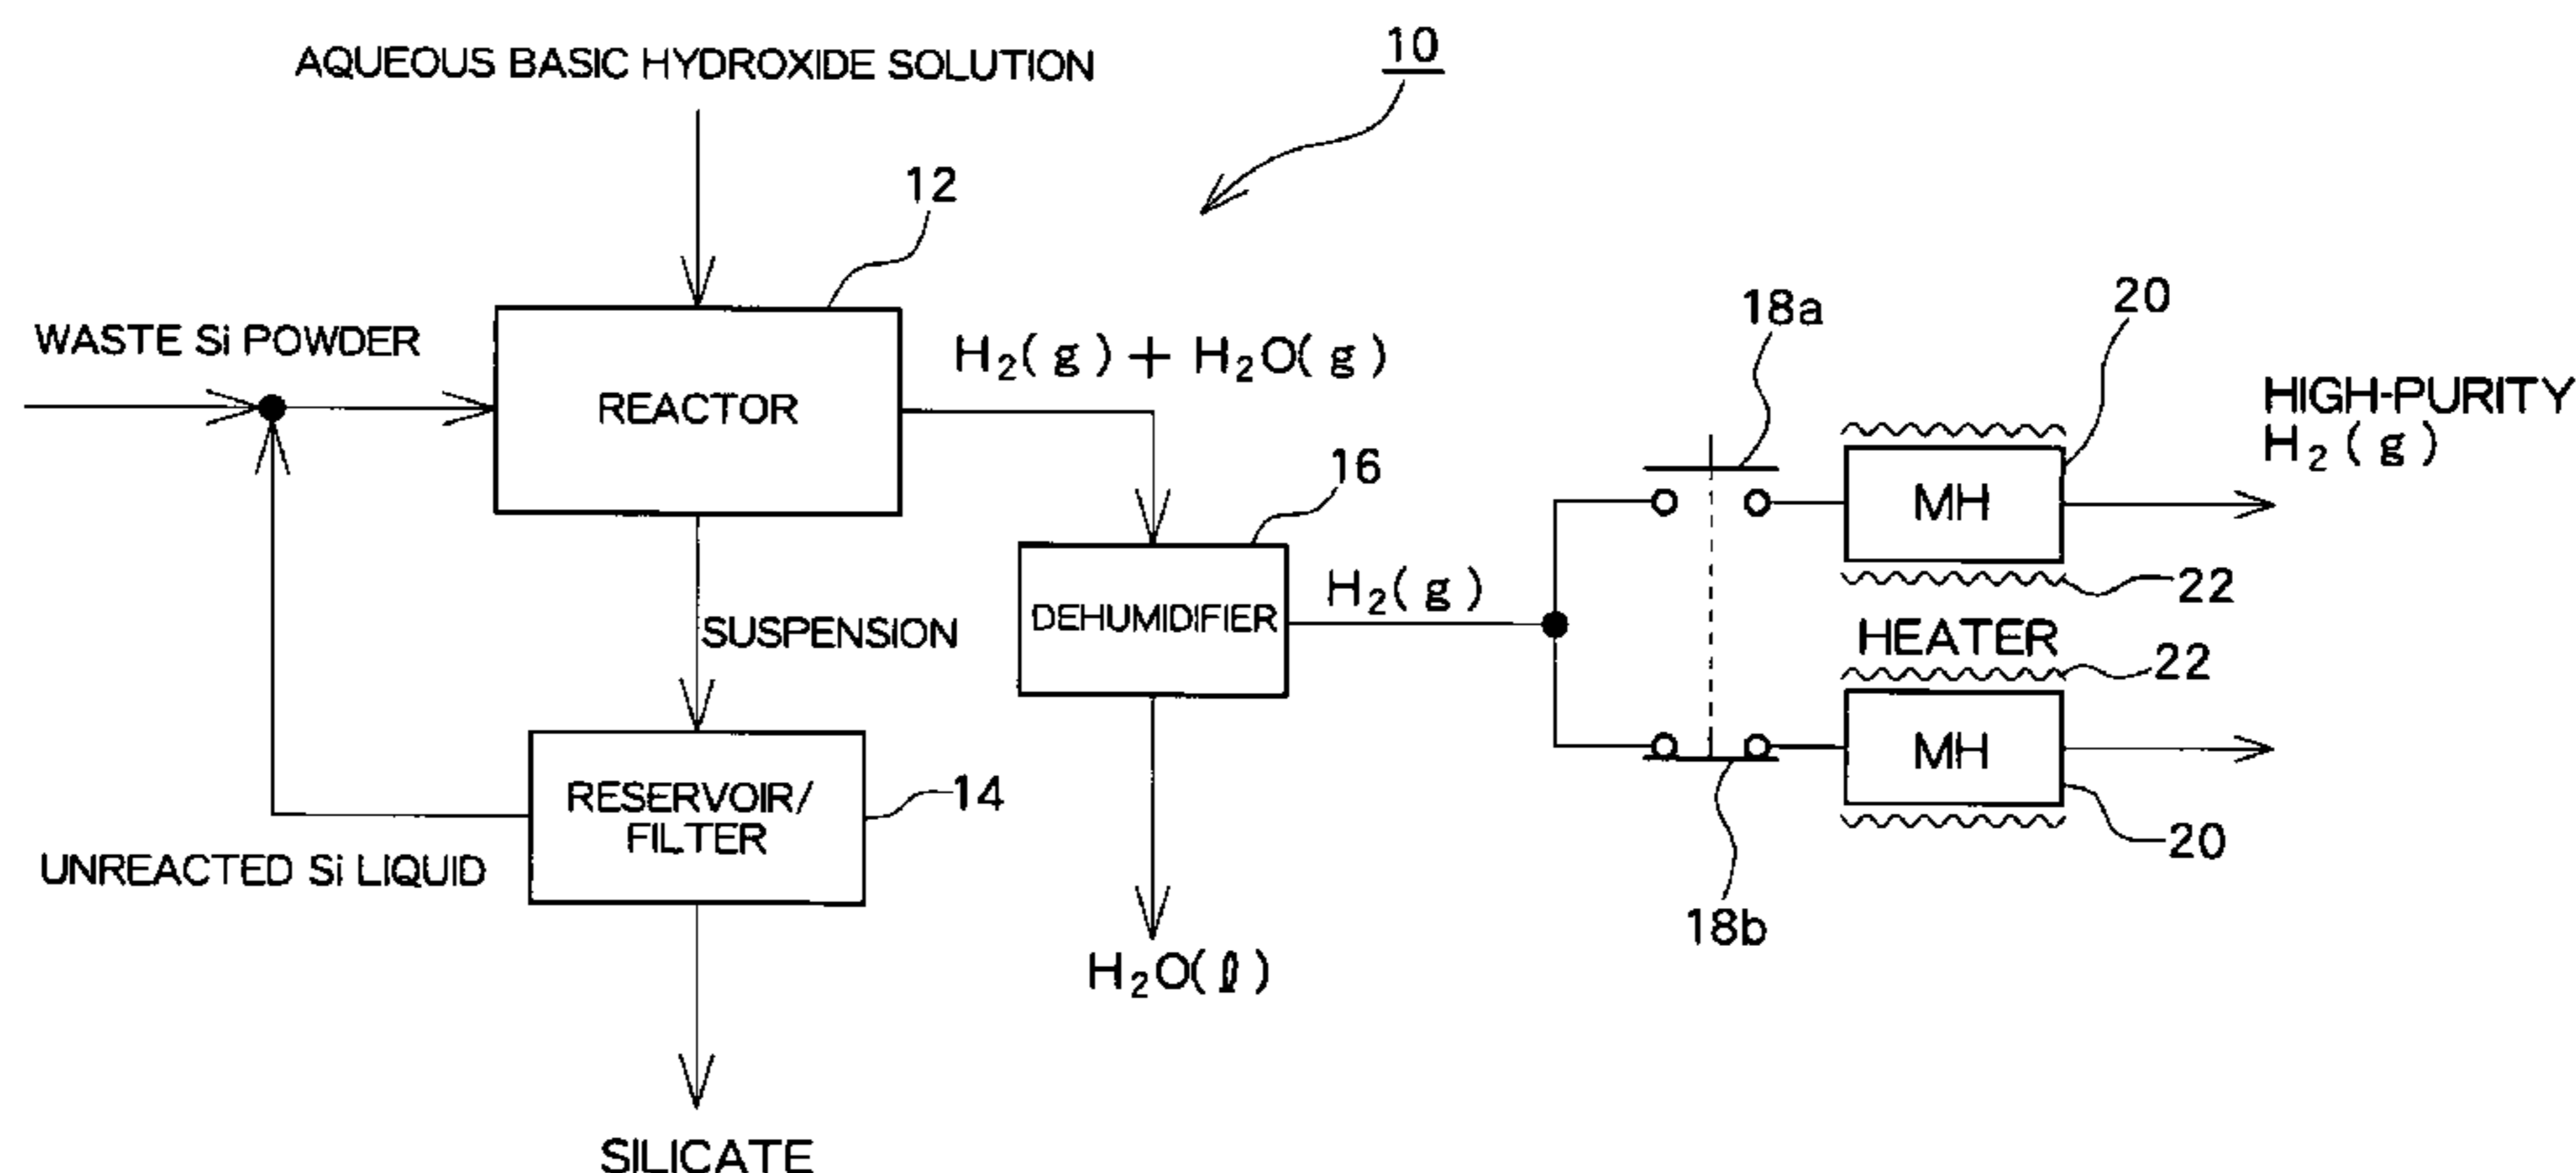 AQUEOUS BASIC HYDROXIDE SOLUTION
10
12
WASTE Si POWDER
REACTOR
H₂(g) + H₂O(g)
18a
20
HIGH-PURITY
H₂(g)
16
MH
22
DEHUMIDIFIER
H₂(g)
HEATER
22
SUSPENSION
MH
20
RESERVOIR/
FILTER
14
UNREACTED Si LIQUID
18b
H₂O(ℓ)
SILICATE